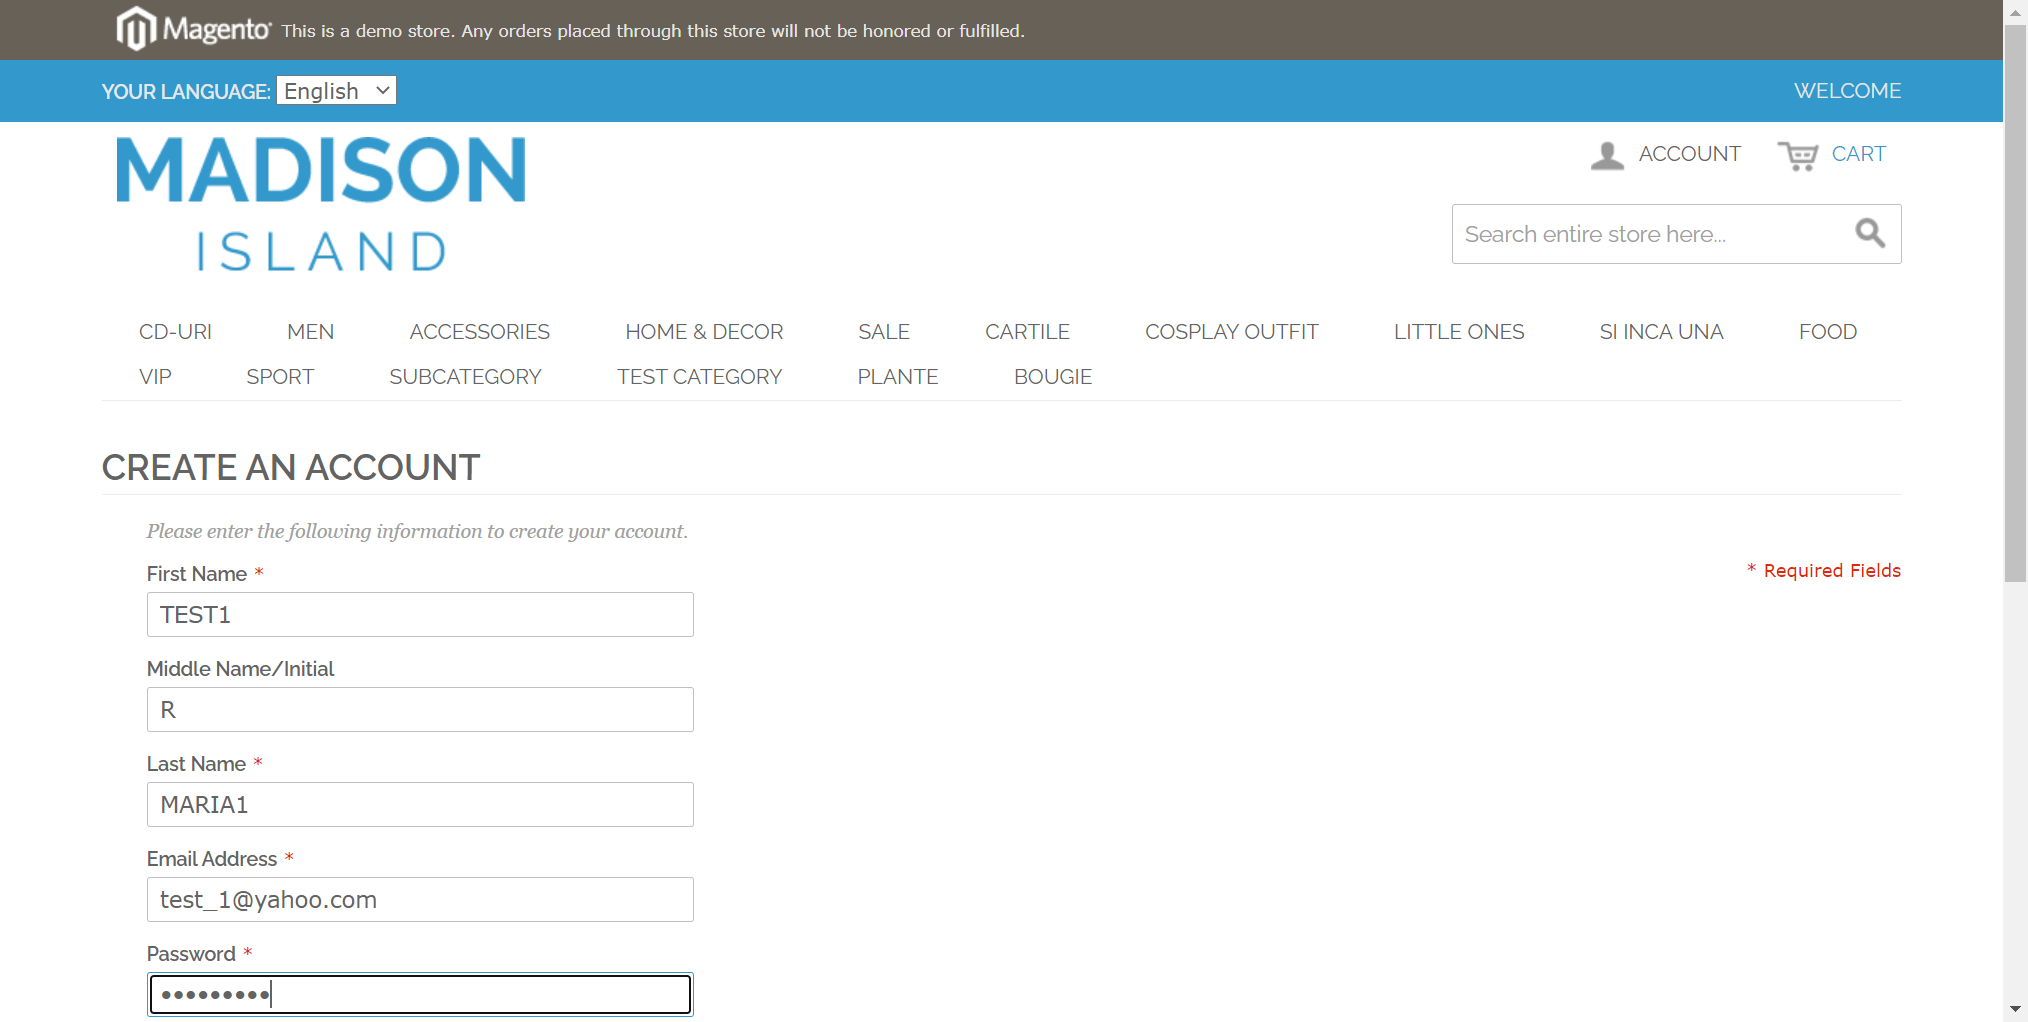 Magento This is a demo store. Any orders placed through this store will not be honored or fulfilled.
YOUR LANGUAGE: English WELCOME
MADISON
ISLAND
ACCOUNT CART
Search entire store here...
CD-URI MEN ACCESSORIES HOME & DECOR SALE CARTILE COSPLAY OUTFIT LITTLE ONES SI INCA UNA FOOD
VIP SPORT SUBCATEGORY TEST CATEGORY PLANTE BOUGIE
CREATE AN ACCOUNT
Please enter the following information to create your account.
* Required Fields
First Name *
TEST1
Middle Name/Initial
R
Last Name *
MARIA1
Email Address *
test_1@yahoo.com
Password *
•••••••••